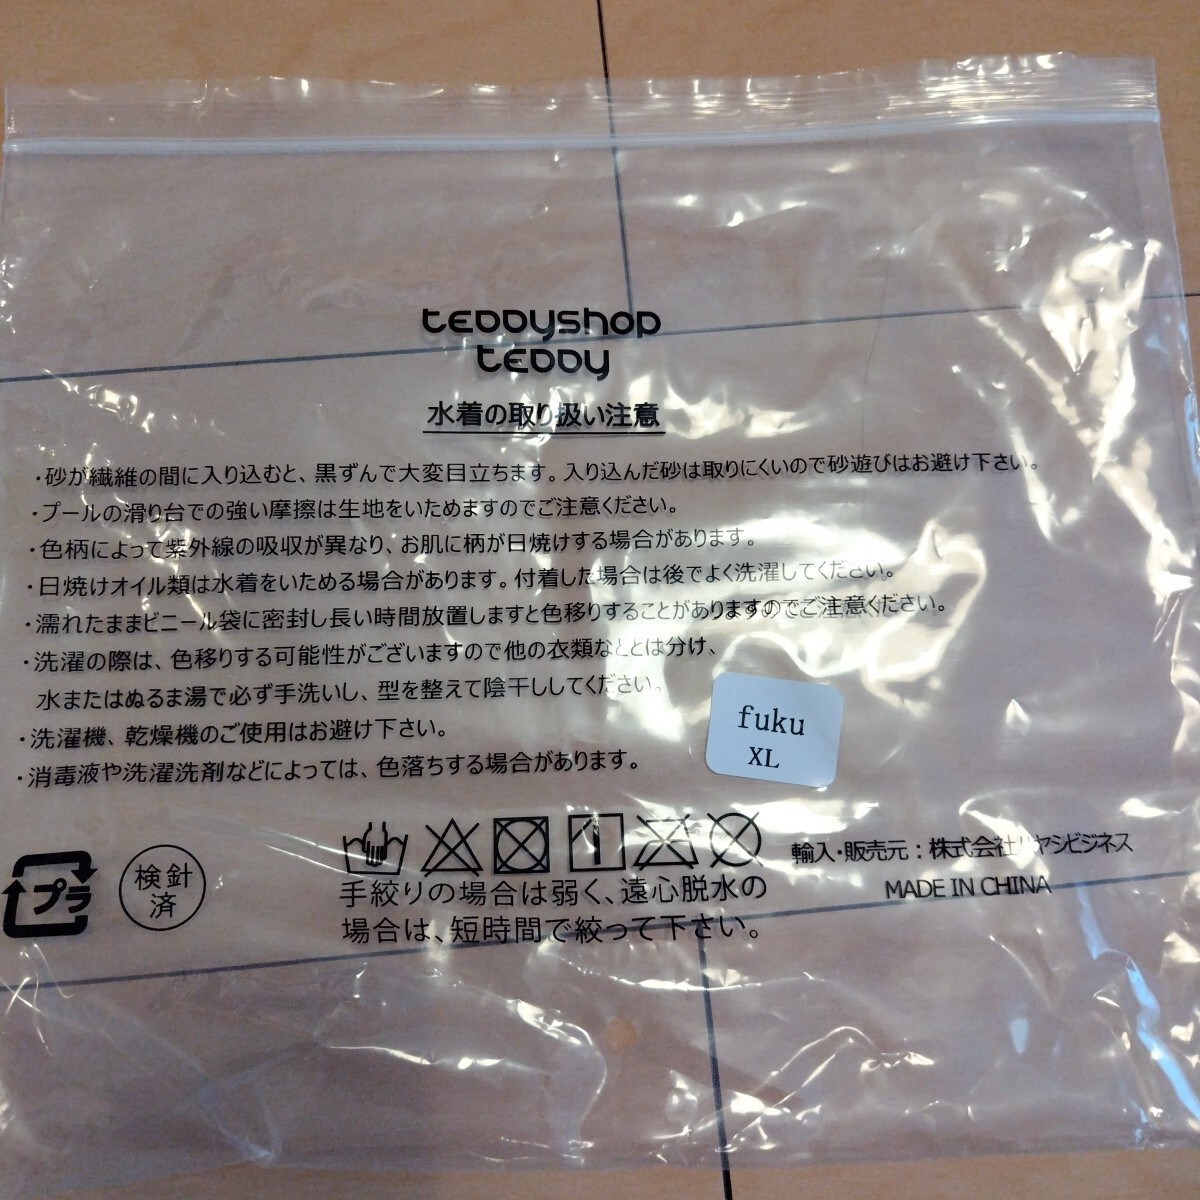 teddyshop
teddy
水着の取り扱い注意
・砂が繊維の間に入り込むと、黒ずんで大変目立ちます。入り込んだ砂は取りにくいので砂遊びはお避け下さい。
・プールの滑り台での強い摩擦は生地をいためますのでご注意ください。
・色柄によって紫外線の吸収が異なり、お肌に柄が日焼けする場合があります。
・日焼けオイル類は水着をいためる場合があります。付着した場合は後でよく洗濯してください。
・濡れたままビニール袋に密封し長い時間放置しますと色移りすることがありますのでご注意ください。
・洗濯の際は、色移りする可能性がございますので他の衣類なととは分け、
水またはぬるま湯で必ず手洗いし、型を整えて陰干ししてください。
・洗濯機、乾燥機のご使用はお避け下さい。
・消毒液や洗濯洗剤などによっては、色落ちする場合があります。
fuku
XL
プラ
検針
済
手絞りの場合は弱く、遠心脱水の
場合は、短時間で絞って下さい。
輸入・販売元：株式会社ハヤシビジネス
MADE IN CHINA